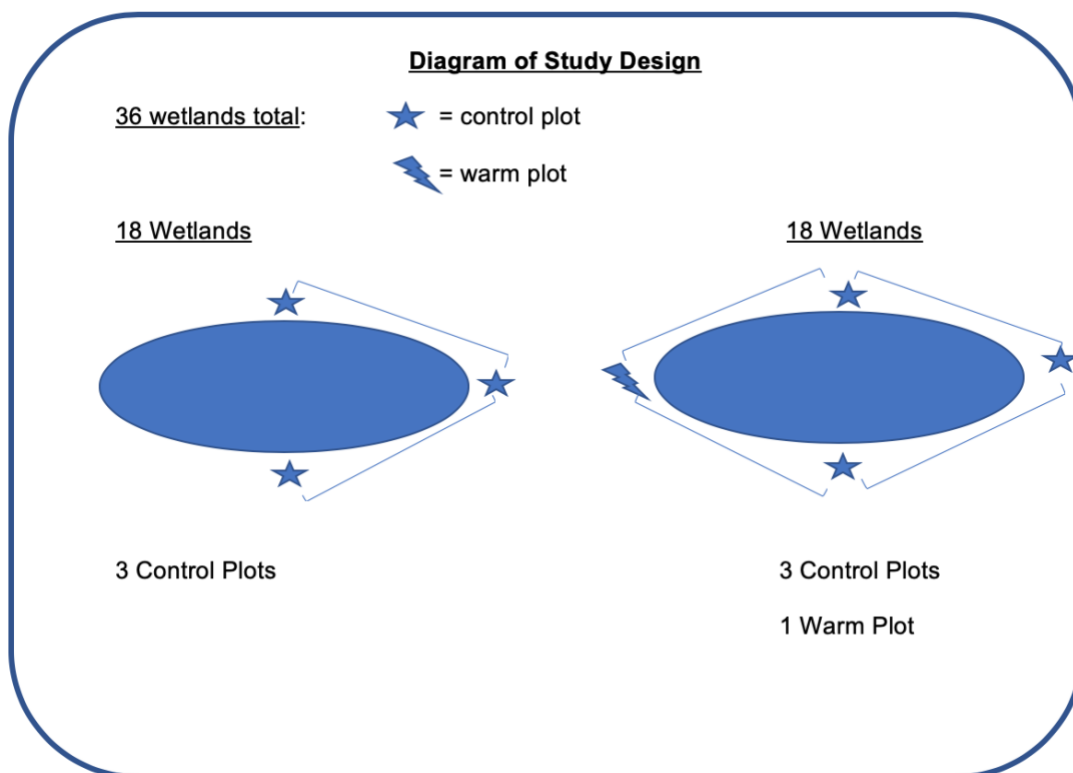 Diagram of Study Design
36 wetlands total:
= control plot
= warm plot
18 Wetlands
18 Wetlands
3 Control Plots
3 Control Plots
1 Warm Plot